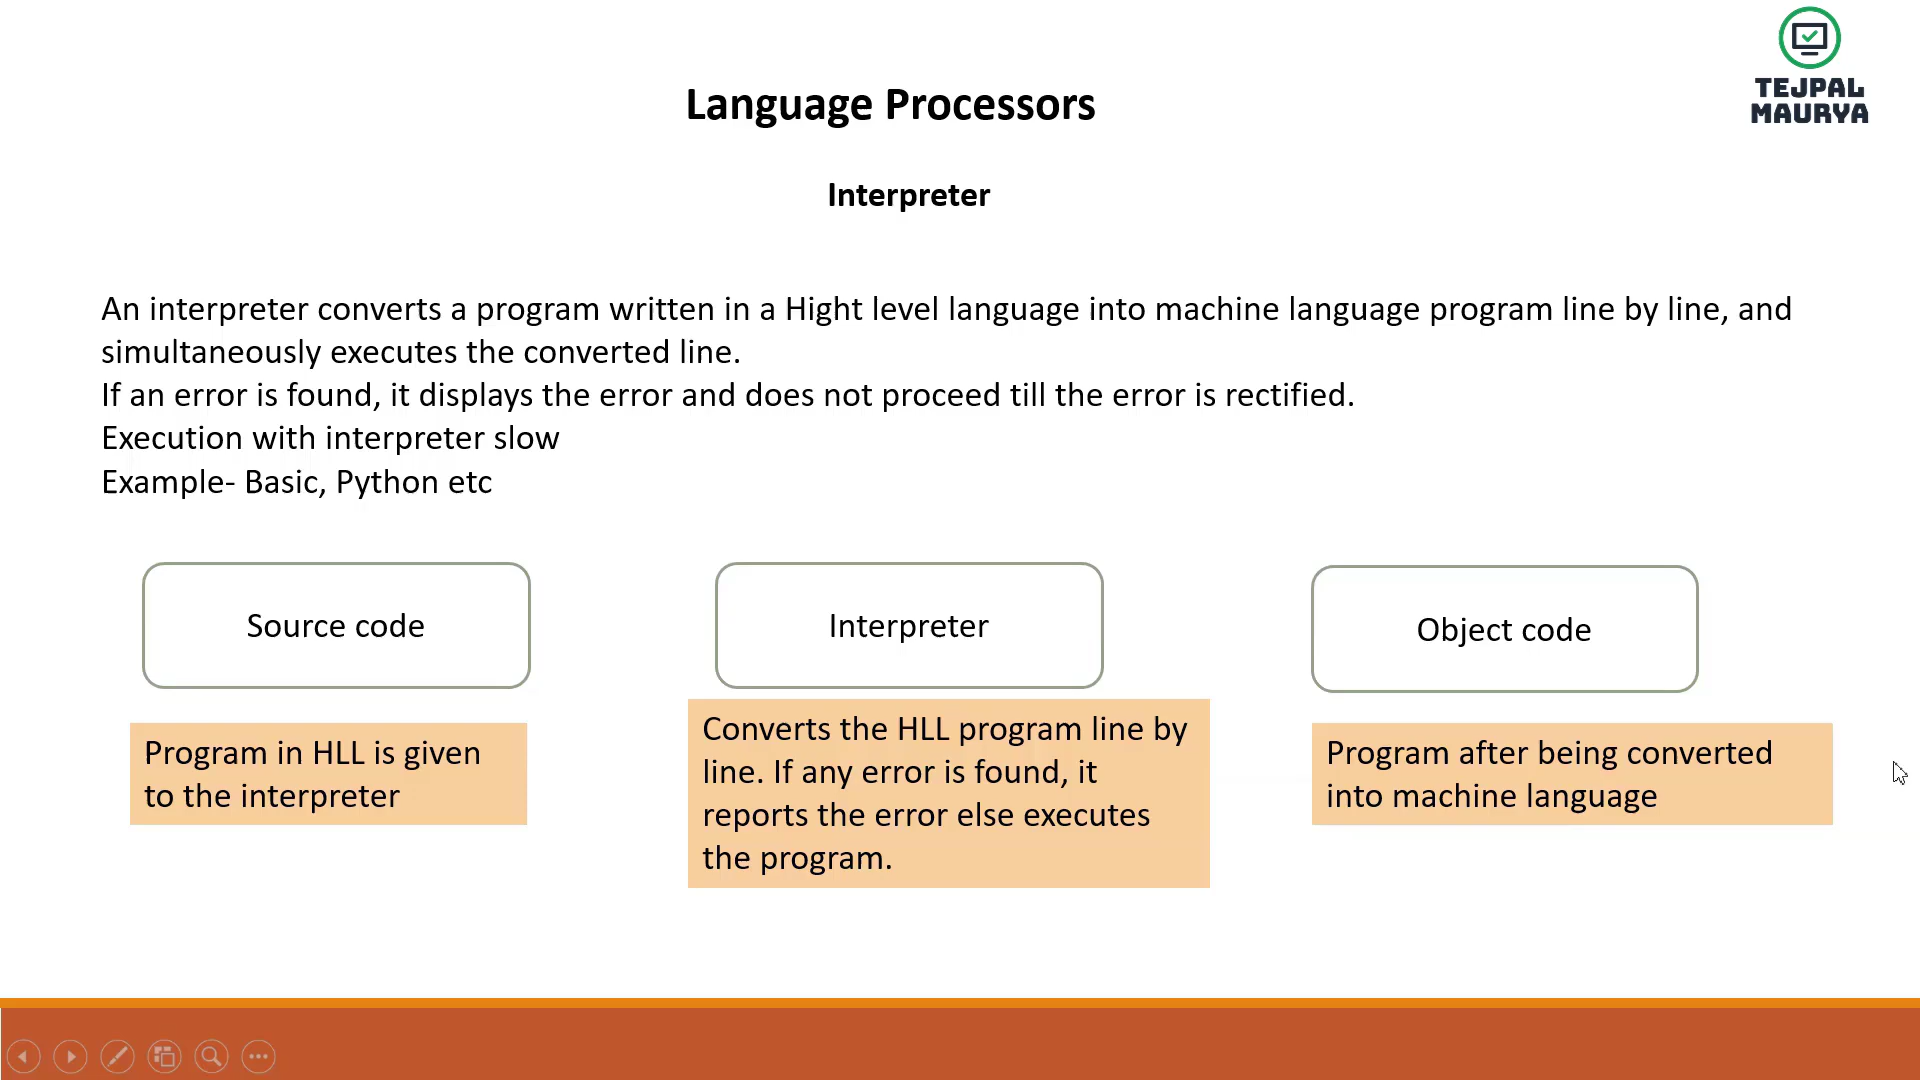 TEJPAL
MAURYA
Language Processors
Interpreter
An interpreter converts a program written in a Hight level language into machine language program line by line, and
simultaneously executes the converted line.
If an error is found, it displays the error and does not proceed till the error is rectified.
Execution with interpreter slow
Example- Basic, Python etc
Source code
Interpreter
Object code
Program in HLL is given
to the interpreter
Converts the HLL program line by
line. If any error is found, it
reports the error else executes
the program.
Program after being converted
into machine language